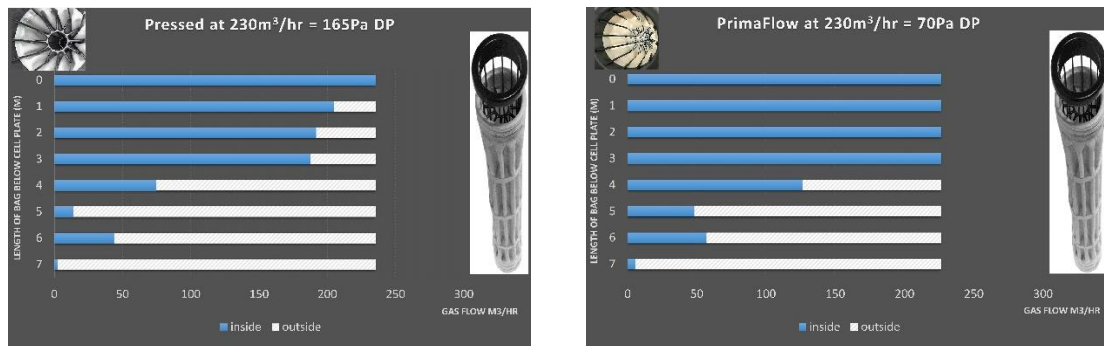 Pressed at 230m³/hr = 165Pa DP
LENGTH OF BAG BELOW CELL PLATE (M)
0
1
2
3
4
5
6
7
0 50 100 150 200 250 300
GAS FLOW M3/HR
inside outside
PrimaFlow at 230m³/hr = 70Pa DP
LENGTH OF BAG BELOW CELL PLATE (M)
0
1
2
3
4
5
6
7
0 50 100 150 200 250 300
GAS FLOW M3/HR
inside outside